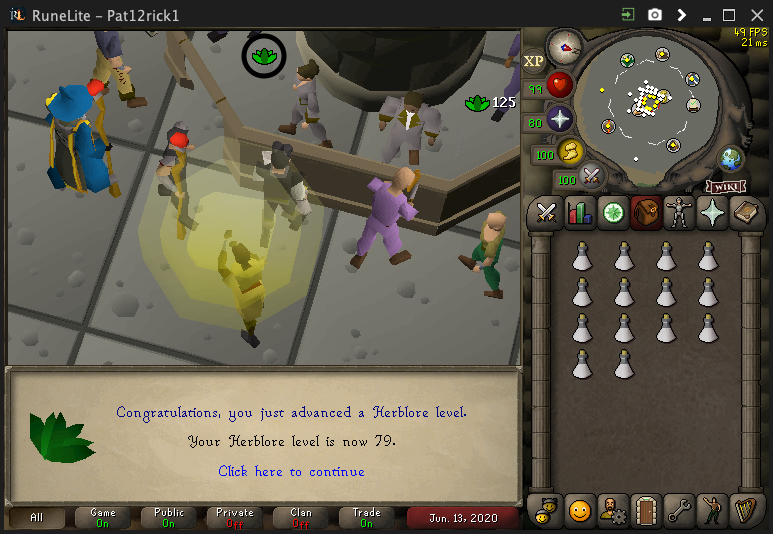 RuneLite - Pat12rick1
49 FPS
21 ms
XP
125
99
80
100
100
WIKI
Congratulations, you just advanced a Herblore level.
Your Herblore level is now 79.
Click here to continue
All
Game
On
Public
On
Private
Off
Clan
Off
Trade
On
Jun. 13, 2020